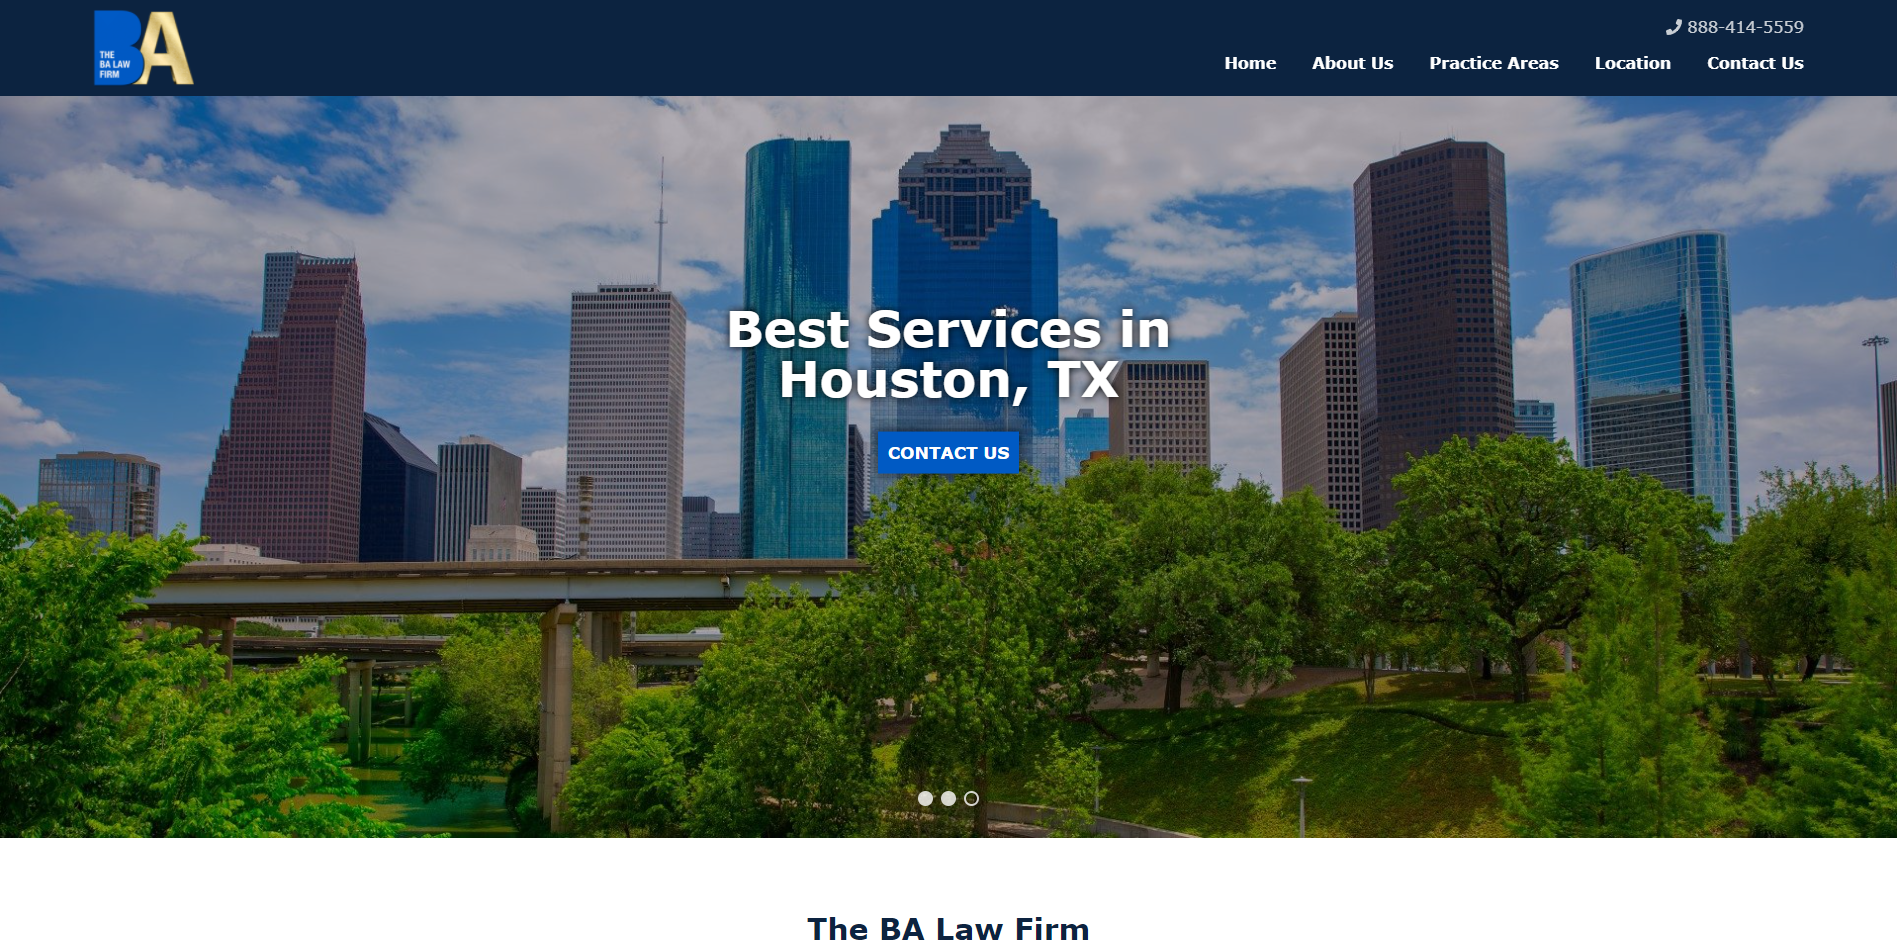 BA
THE
BA LAW
FIRM
888-414-5559
Home About Us Practice Areas Location Contact Us
Best Services in
Houston, TX
CONTACT US
The BA Law Firm